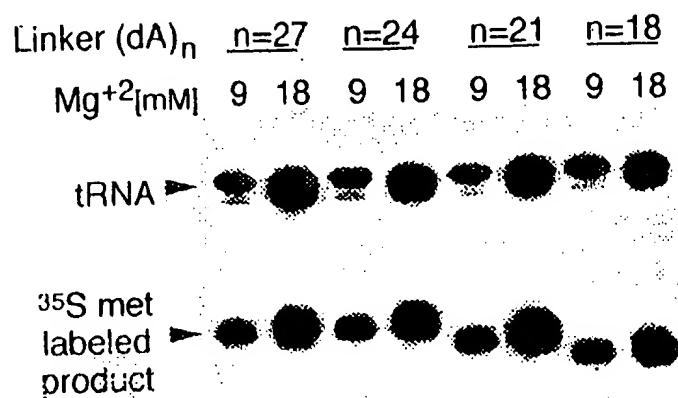 Linker (dA)n n=27 n=24 n=21 n=18
Mg+2[mM] 9 18 9 18 9 18 9 18
tRNA
35S met
labeled
product